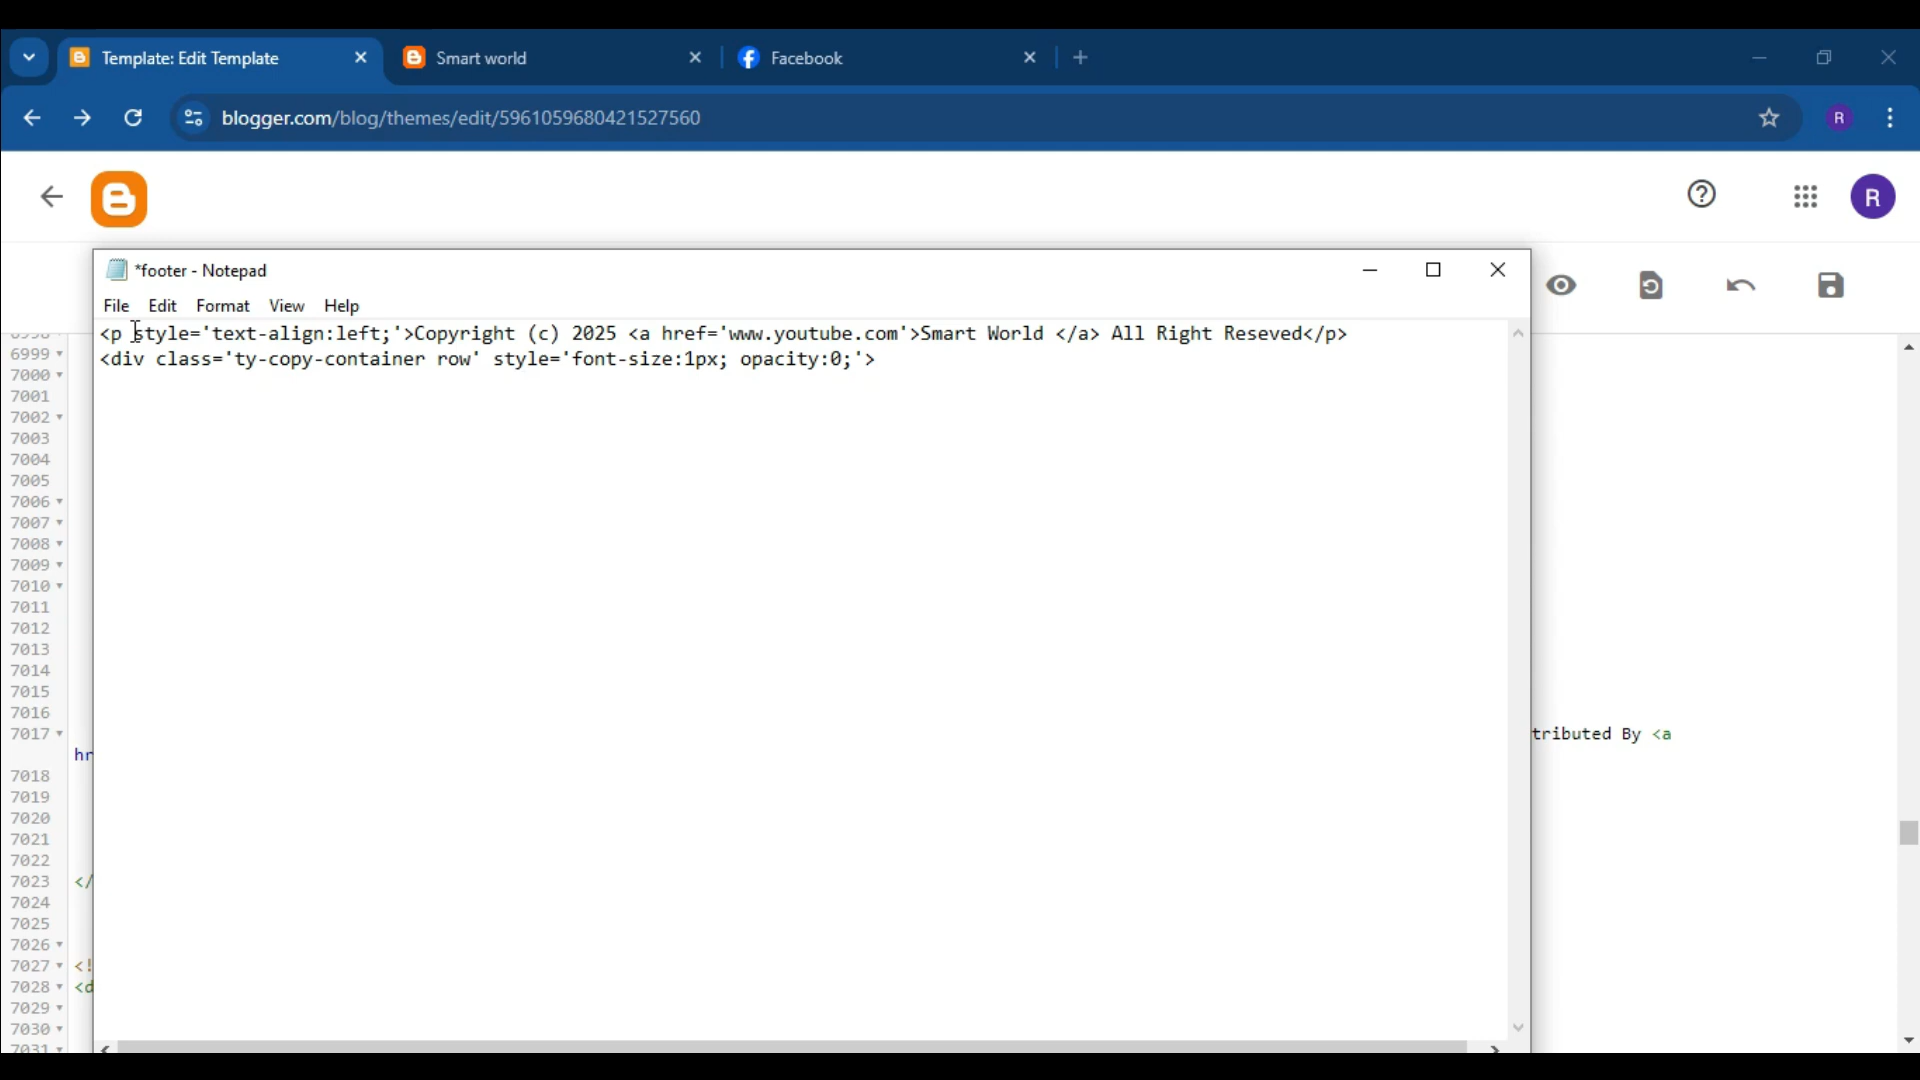 Template: Edit Template
Smart world
Facebook
blogger.com/blog/themes/edit/5961059680421527560
R
R
*footer - Notepad
File Edit Format View Help
<p style='text-align:left;'>Copyright (c) 2025 <a href='www.youtube.com'>Smart World </a> All Right Reseved</p>
<div class='ty-copy-container row' style='font-size:1px; opacity:0;'>
6999
7000
7001
7002
7003
7004
7005
7006
7007
7008
7009
7010
7011
7012
7013
7014
7015
7016
7017 tributed By <a
hr
7018
7019
7020
7021
7022
7023 </
7024
7025
7026
7027 <!
7028 <d
7029
7030
7031